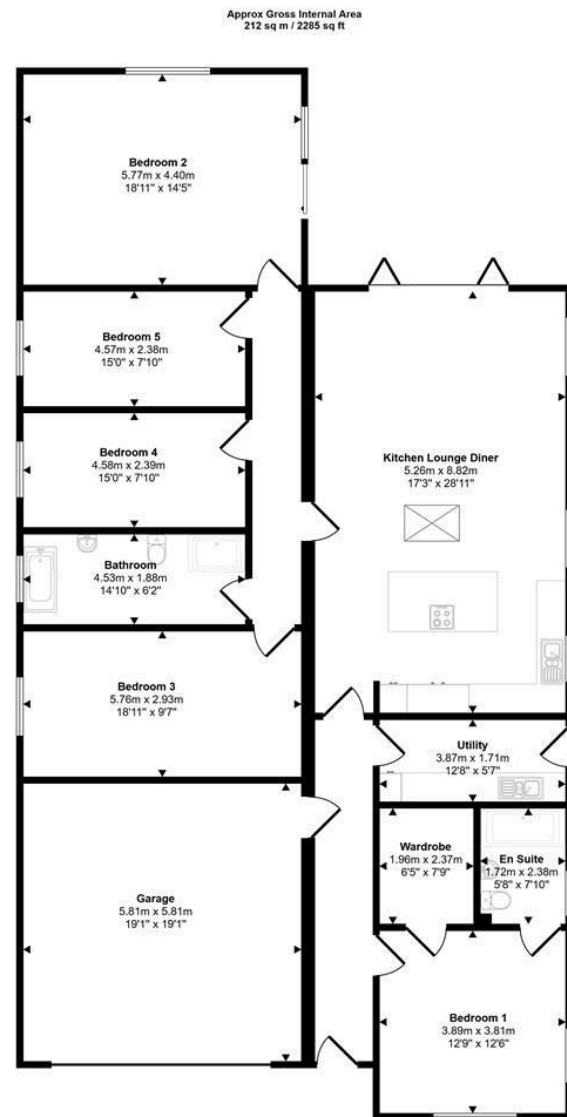 Approx Gross Internal Area
212 sq m / 2285 sq ft
Bedroom 2
5.77m x 4.40m
18'11" x 14'5"
Bedroom 5
4.57m x 2.38m
15'0" x 7'10"
Bedroom 4
4.58m x 2.39m
15'0" x 7'10"
Kitchen Lounge Diner
5.26m x 8.82m
17'3" x 28'11"
Bathroom
4.53m x 1.88m
14'10" x 6'2"
Bedroom 3
5.76m x 2.93m
18'11" x 9'7"
Utility
3.87m x 1.71m
12'8" x 5'7"
Wardrobe
1.96m x 2.37m
6'5" x 7'9"
En Suite
1.72m x 2.38m
5'8" x 7'10"
Garage
5.81m x 5.81m
19'1" x 19'1"
Bedroom 1
3.89m x 3.81m
12'9" x 12'6"